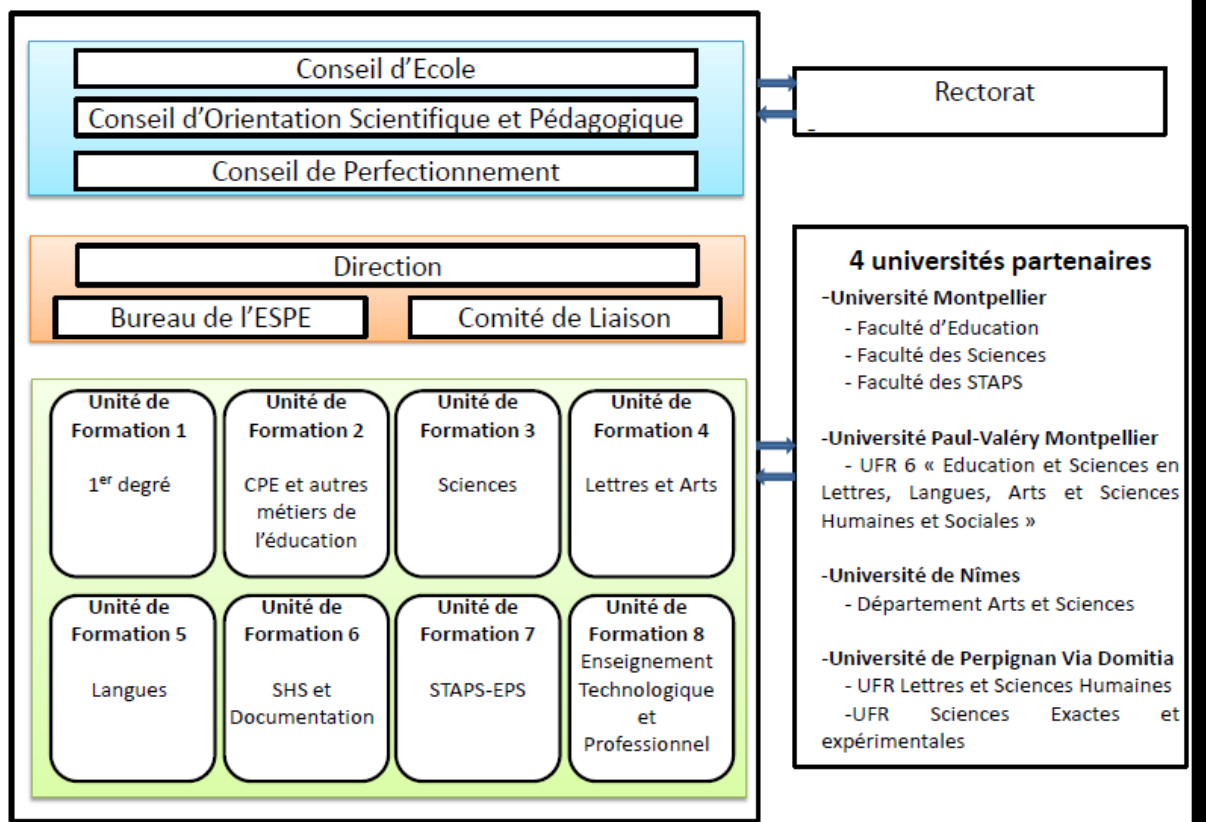 Conseil d'Ecole
Conseil d'Orientation Scientifique et Pédagogique
Conseil de Perfectionnement
Rectorat
-
Direction
Bureau de l'ESPE
Comité de Liaison
Unité de
Formation 1
1er degré
Unité de
Formation 2
CPE et autres
métiers de
l'éducation
Unité de
Formation 3
Sciences
Unité de
Formation 4
Lettres et Arts
Unité de
Formation 5
Langues
Unité de
Formation 6
SHS et
Documentation
Unité de
Formation 7
STAPS-EPS
Unité de
Formation 8
Enseignement
Technologique
et
Professionnel
4 universités partenaires
-Université Montpellier
- Faculté d'Education
- Faculté des Sciences
- Faculté des STAPS
-Université Paul-Valéry Montpellier
- UFR 6 « Education et Sciences en
Lettres, Langues, Arts et Sciences
Humaines et Sociales »
-Université de Nîmes
- Département Arts et Sciences
-Université de Perpignan Via Domitia
- UFR Lettres et Sciences Humaines
-UFR Sciences Exactes et
expérimentales